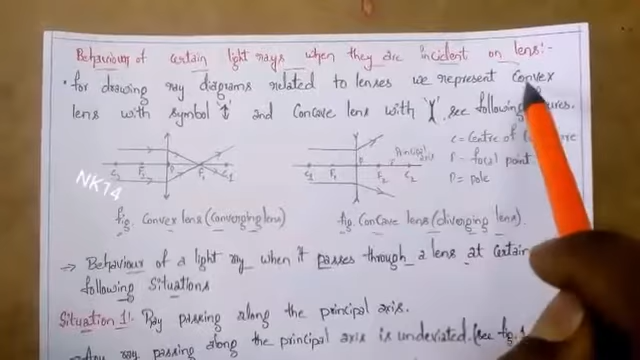 Behaviour of certain light rays when they are incident on lens:-
• for drawing ray diagrams related to lenses we represent Convex
lens with symbol ↕ and Concave lens with . see following
C₂ F₂ P F₁ C₁
F₁ P F₂ C₂
Principal axis
C = Centre of
F = focal point
P = pole
NK14
fig. Convex lens (Converging lens)
fig. Concave lens (diverging lens).
⇒ Behaviour of a light ray when it passes through a lens at Certain
following Situations
Situation 1: Ray passing along the principal axis.
Any ray passing along the principal axis is undeviated. (see fig.